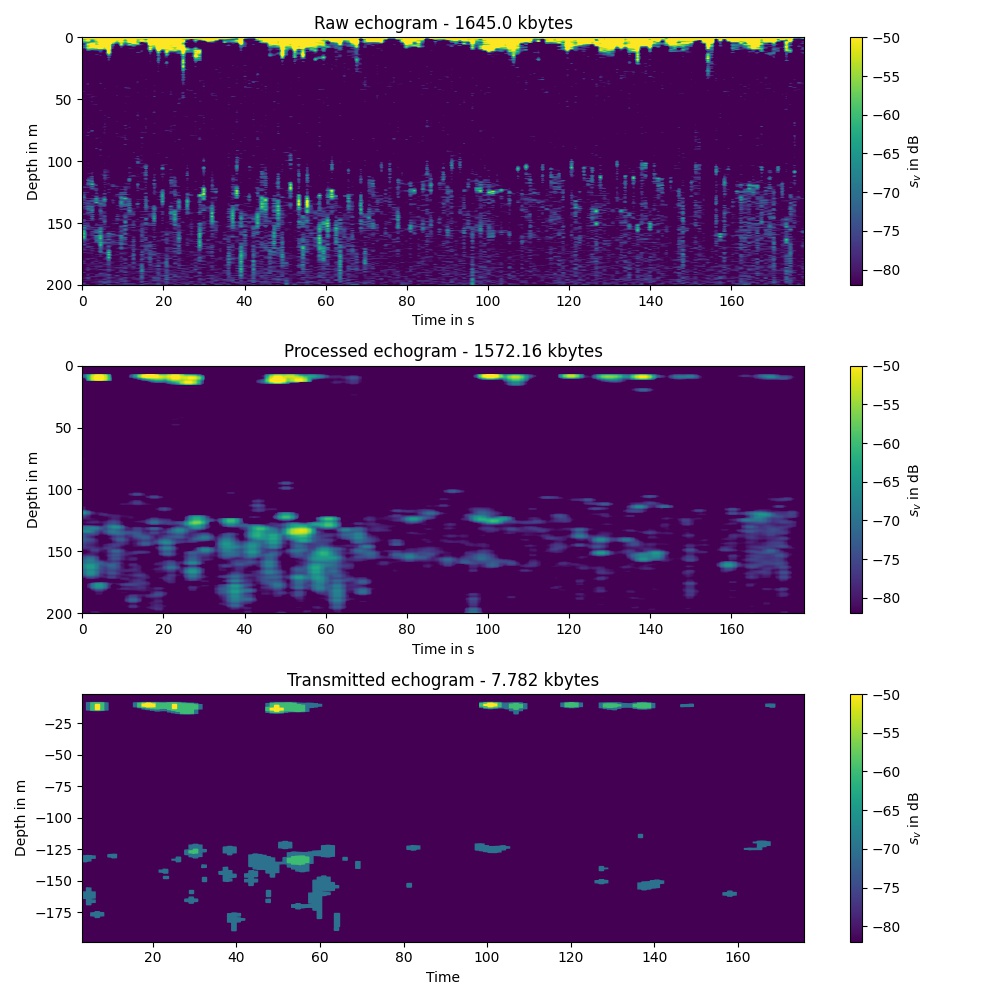 Raw echogram - 1645.0 kbytes
0
50
100
150
200
Depth in m
0 20 40 60 80 100 120 140 160
Time in s
−50
−55
−60
−65
−70
−75
−80
sv in dB
Processed echogram - 1572.16 kbytes
0
50
100
150
200
Depth in m
0 20 40 60 80 100 120 140 160
Time in s
−50
−55
−60
−65
−70
−75
−80
sv in dB
Transmitted echogram - 7.782 kbytes
−25
−50
−75
−100
−125
−150
−175
Depth in m
20 40 60 80 100 120 140 160
Time
−50
−55
−60
−65
−70
−75
−80
sv in dB